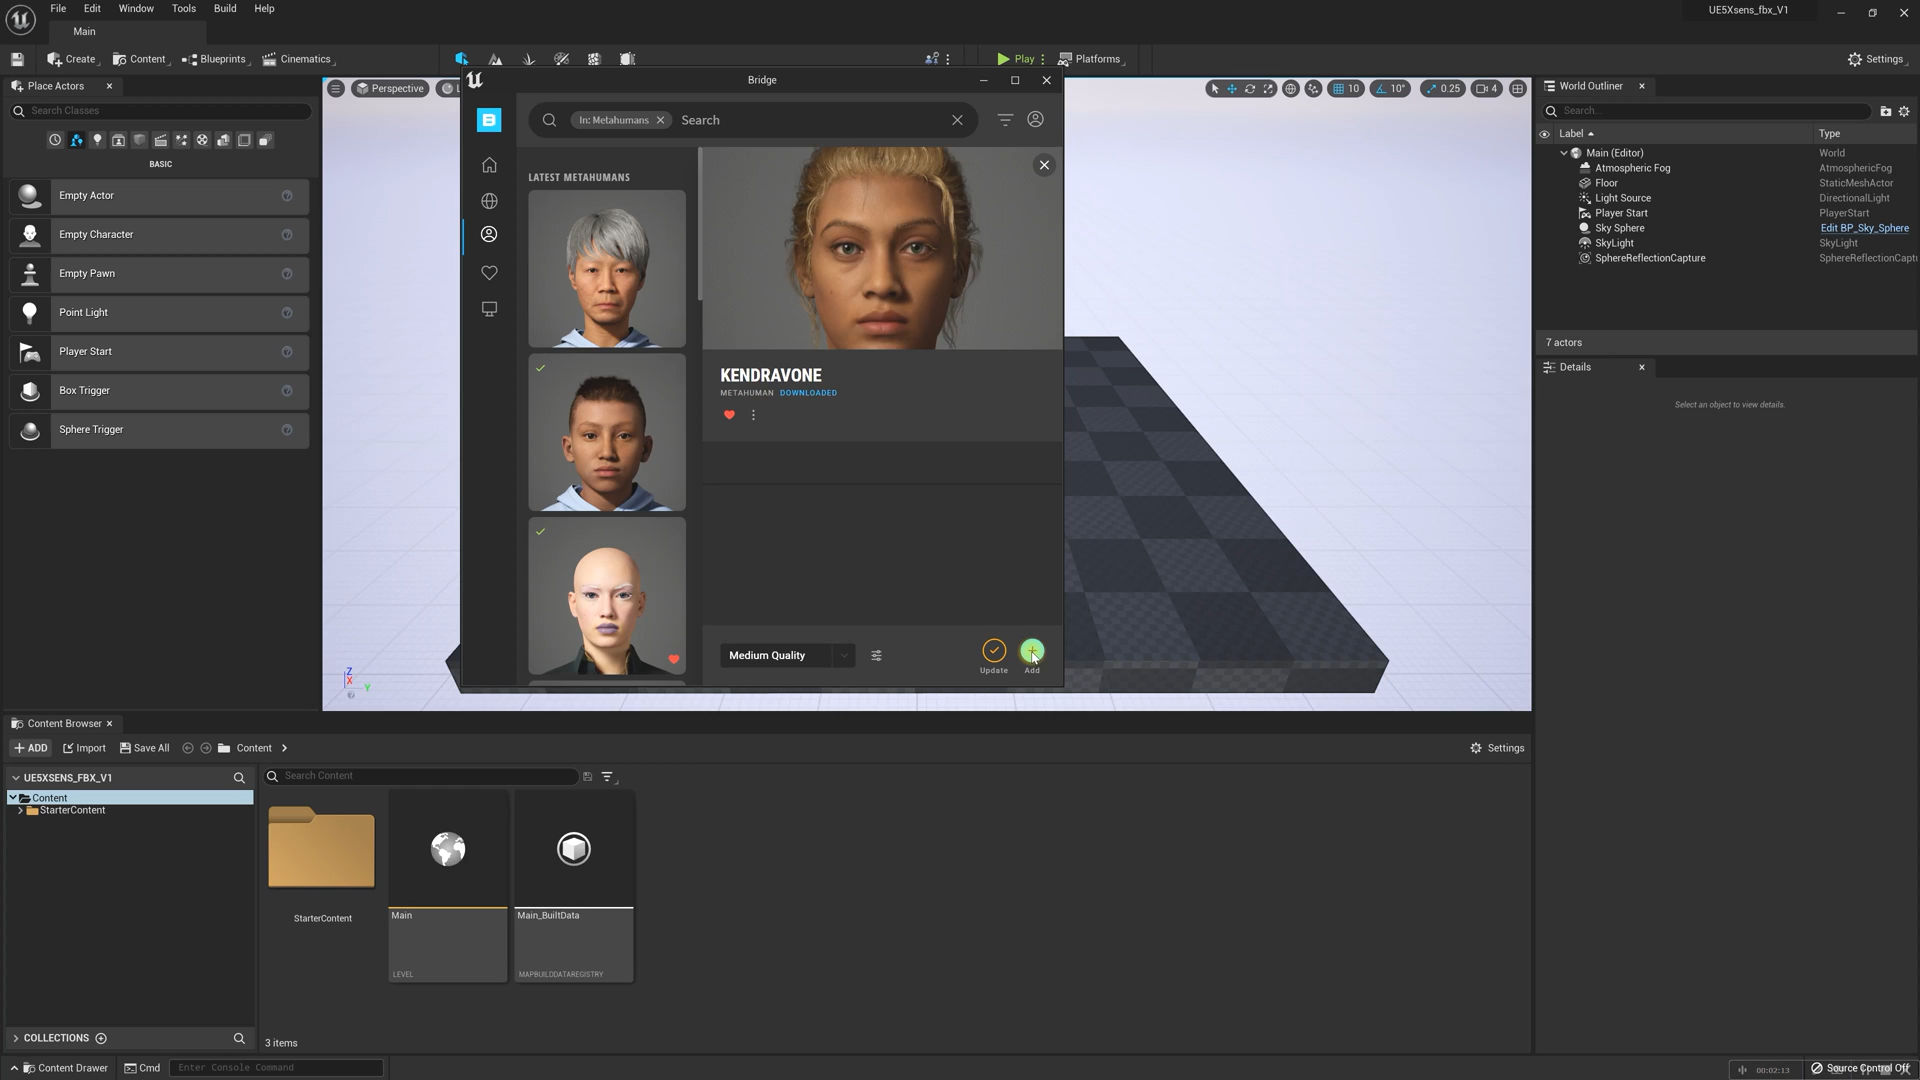 File Edit Window Tools Build Help
UE5Xsens_fbx_V1
Main
Create Content Blueprints Cinematics Play Platforms Settings
Place Actors
Search Classes
BASIC
Empty Actor
Empty Character
Empty Pawn
Point Light
Player Start
Box Trigger
Sphere Trigger
Perspective
10 10° 0.25 4
Bridge
In: Metahumans Search
LATEST METAHUMANS
KENDRAVONE
METAHUMAN DOWNLOADED
Medium Quality
Update Add
World Outliner
Search...
Label Type
Main (Editor) World
Atmospheric Fog AtmosphericFog
Floor StaticMeshActor
Light Source DirectionalLight
Player Start PlayerStart
Sky Sphere Edit BP_Sky_Sphere
SkyLight SkyLight
SphereReflectionCapture SphereReflectionCapt
7 actors
Details
Select an object to view details.
Z
X
Y
Content Browser
ADD Import Save All Content Settings
UE5XSENS_FBX_V1
Content
StarterContent
COLLECTIONS
Search Content
StarterContent
Main
LEVEL
Main_BuiltData
MAPBUILDDATAREGISTRY
3 items
Content Drawer Cmd Enter Console Command
00:02:13 Source Control Off